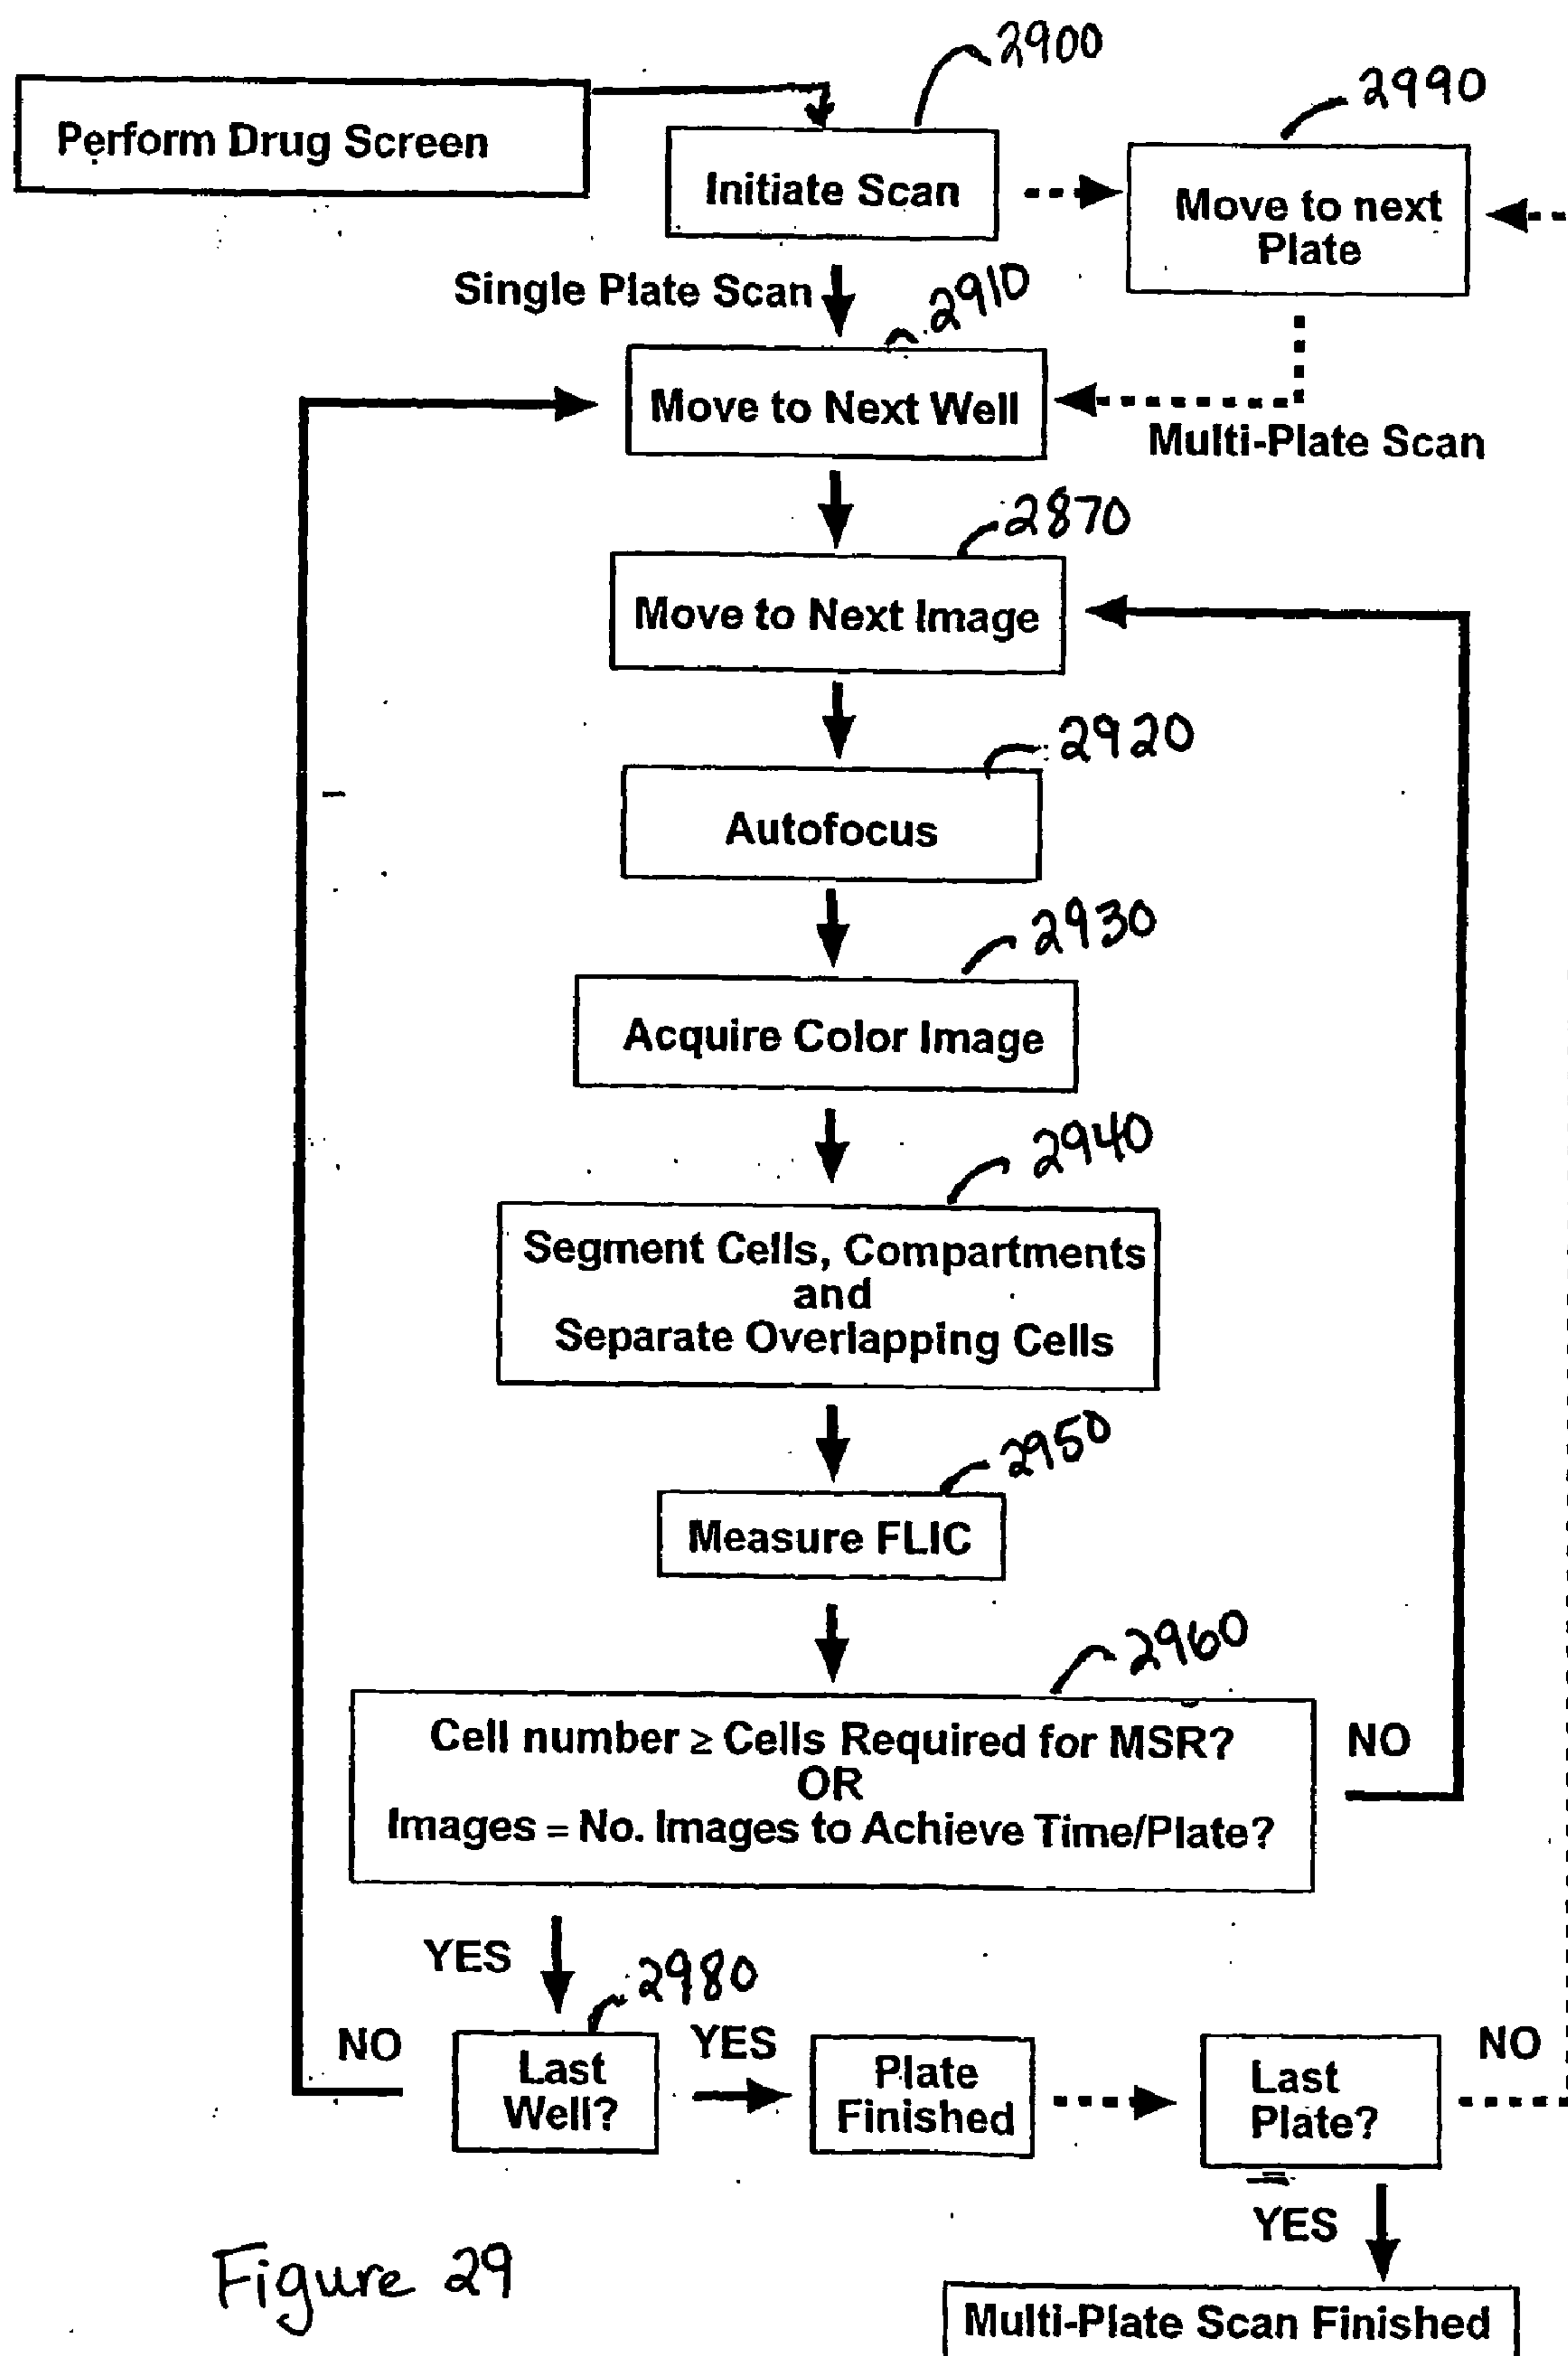 2900
2990
Perform Drug Screen
Initiate Scan
Move to next
Plate
Single Plate Scan
2910
Move to Next Well
Multi-Plate Scan
2870
Move to Next Image
2920
Autofocus
2930
Acquire Color Image
2940
Segment Cells, Compartments
and
Separate Overlapping Cells
2950
Measure FLIC
2960
Cell number ≥ Cells Required for MSR?
OR
Images = No. Images to Achieve Time/Plate?
NO
YES
2980
NO
Last
Well?
YES
Plate
Finished
Last
Plate?
NO
YES
Multi-Plate Scan Finished
Figure 29